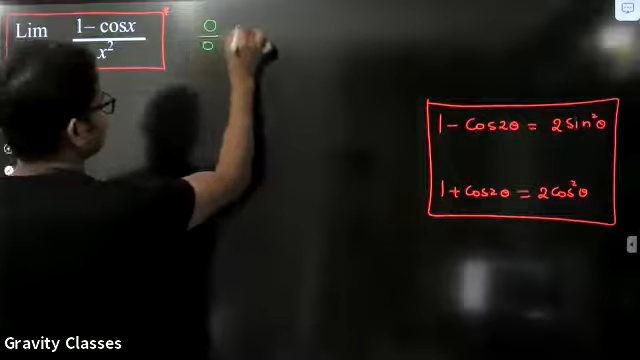 Lim 1 – cosx
x²
0
0
1 - Cos2θ = 2Sin²θ
1 + Cos2θ = 2Cos²θ
Gravity Classes